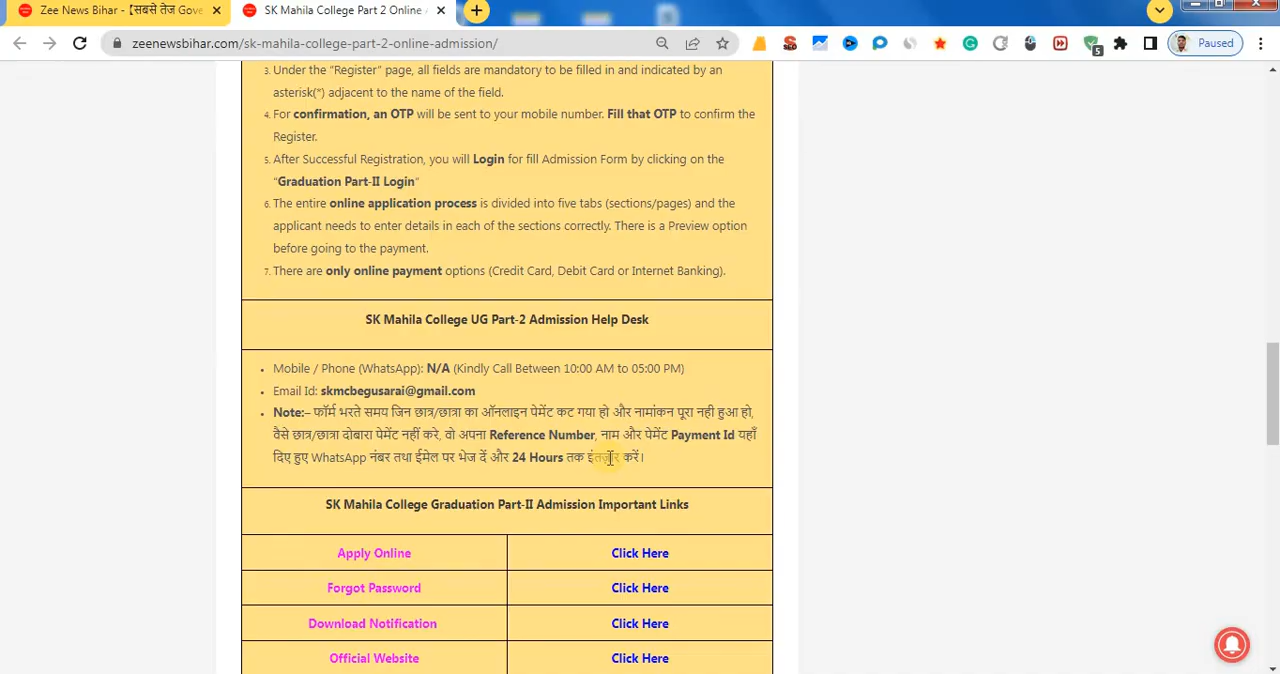 Zee News Bihar - [सबसे तेज Gove
SK Mahila College Part 2 Online
zeenewsbihar.com/sk-mahila-college-part-2-online-admission/
5
Paused
3. Under the "Register" page, all fields are mandatory to be filled in and indicated by an
asterisk(*) adjacent to the name of the field.
4. For confirmation, an OTP will be sent to your mobile number. Fill that OTP to confirm the
Register.
5. After Successful Registration, you will Login for fill Admission Form by clicking on the
"Graduation Part-II Login"
6. The entire online application process is divided into five tabs (sections/pages) and the
applicant needs to enter details in each of the sections correctly. There is a Preview option
before going to the payment.
7. There are only online payment options (Credit Card, Debit Card or Internet Banking).
SK Mahila College UG Part-2 Admission Help Desk
Mobile / Phone (WhatsApp): N/A (Kindly Call Between 10:00 AM to 05:00 PM)
Email Id: skmcbegusarai@gmail.com
Note:– फॉर्म भरते समय जिन छात्र/छात्रा का ऑनलाइन पेमेंट कट गया हो और नामांकन पूरा नही हुआ हो,
वैसे छात्र/छात्रा दोबारा पेमेंट नहीं करे, वो अपना Reference Number, नाम और पेमेंट Payment Id यहाँ
दिए हुए WhatsApp नंबर तथा ईमेल पर भेज दें और 24 Hours तक इंतज़ार करें।
SK Mahila College Graduation Part-II Admission Important Links
Apply Online Click Here
Forgot Password Click Here
Download Notification Click Here
Official Website Click Here